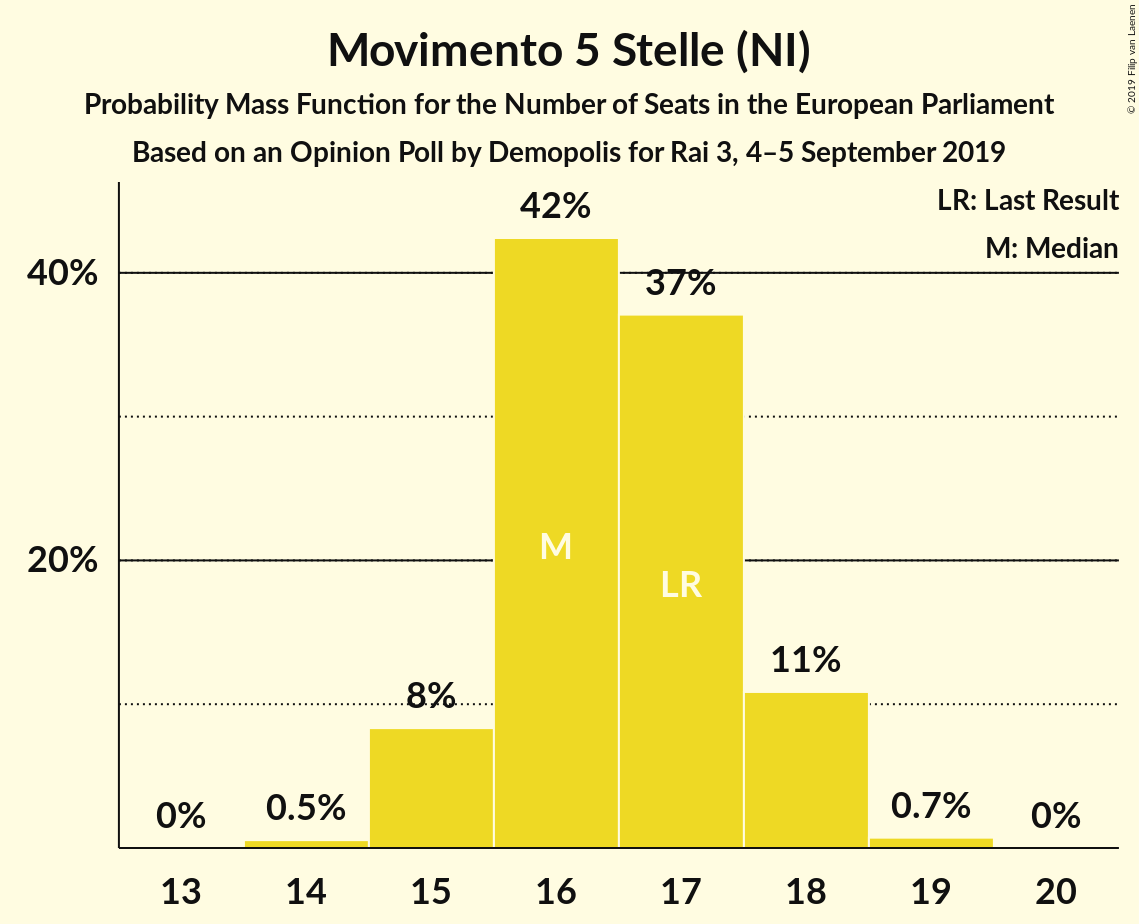 Movimento 5 Stelle (NI)
Probability Mass Function for the Number of Seats in the European Parliament
Based on an Opinion Poll by Demopolis for Rai 3, 4–5 September 2019
© 2019 Filip van Laenen
LR: Last Result
M: Median
42%
40%
37%
M
20%
LR
11%
8%
0%
0.5%
0.7%
0%
13 14 15 16 17 18 19 20